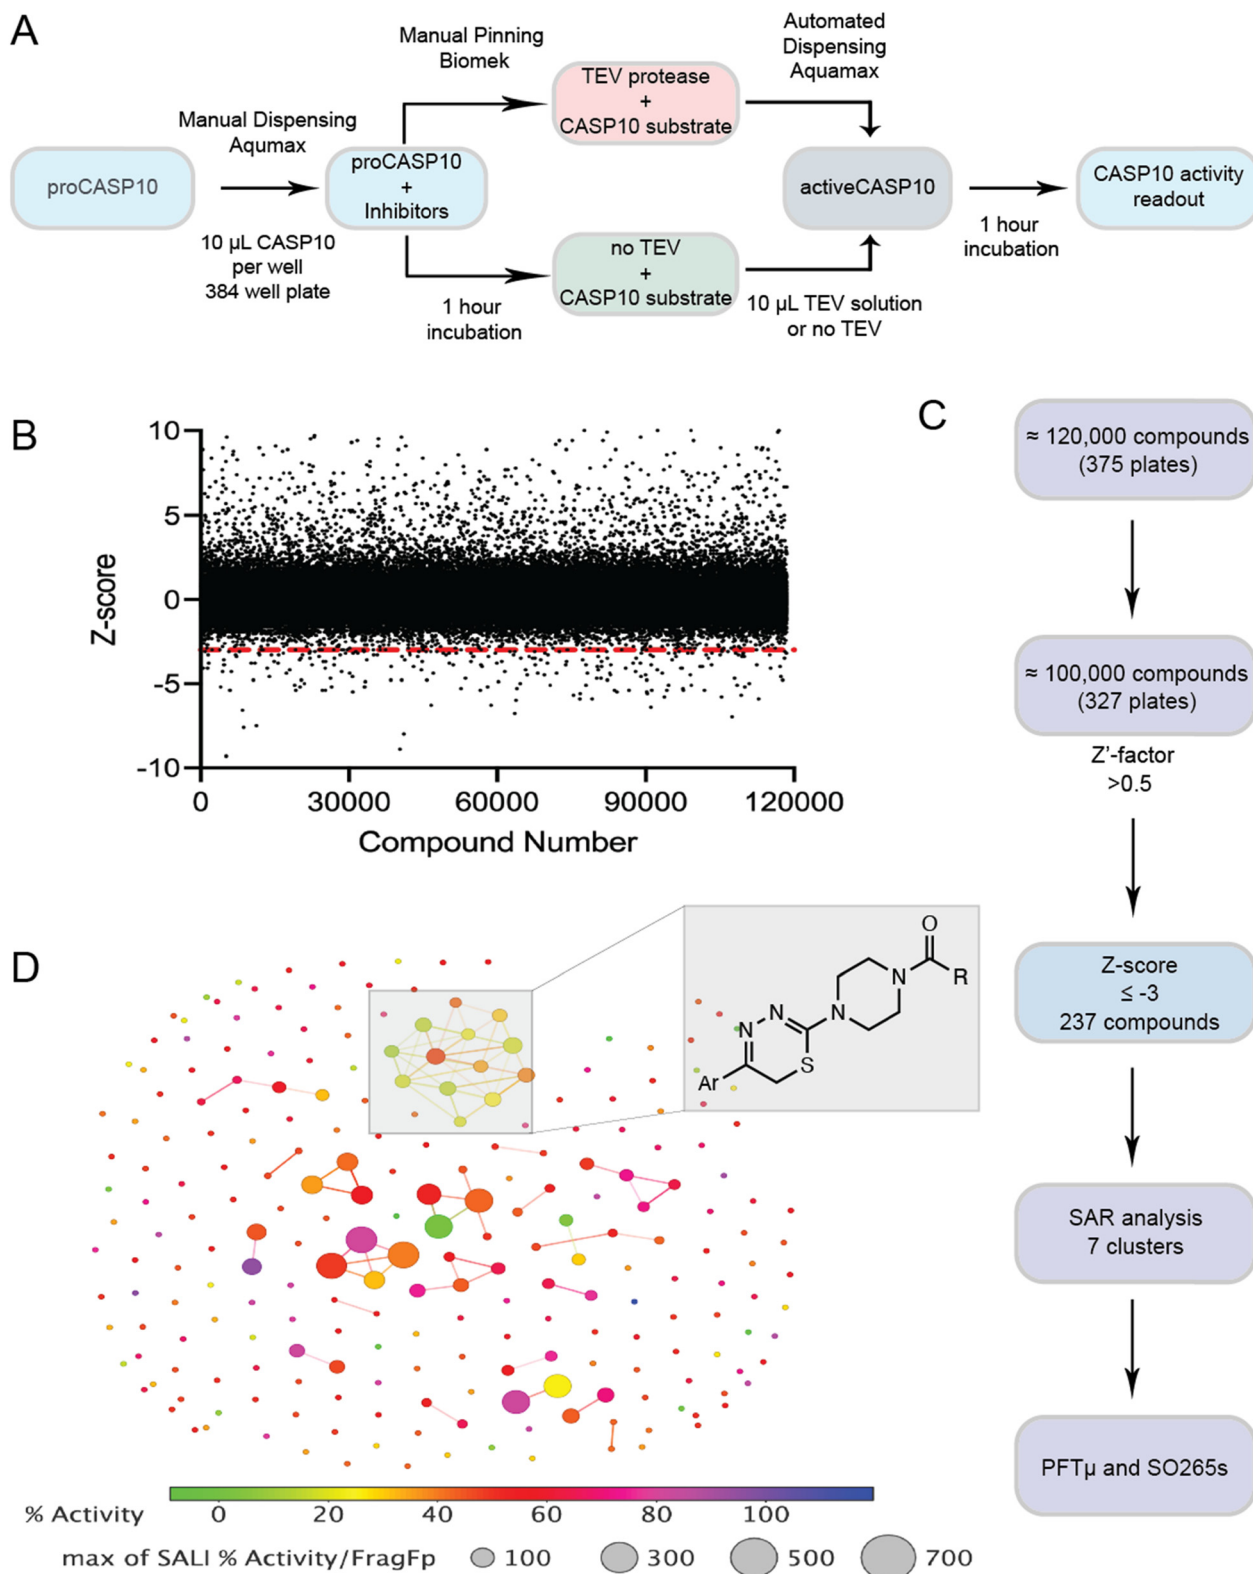 A
proCASP10
Manual Dispensing
Aqumax
10 µL CASP10
per well
384 well plate
proCASP10
+
Inhibitors
Manual Pinning
Biomek
1 hour
incubation
TEV protease
+
CASP10 substrate
no TEV
+
CASP10 substrate
Automated
Dispensing
Aquamax
10 µL TEV solution
or no TEV
activeCASP10
1 hour
incubation
CASP10 activity
readout
B
Z-score
10
5
0
-5
-10
0
30000
60000
90000
120000
Compound Number
C
≈ 120,000 compounds
(375 plates)
≈ 100,000 compounds
(327 plates)
Z'-factor
>0.5
Z-score
≤ -3
237 compounds
SAR analysis
7 clusters
PFTµ and SO265s
D
O
N
R
N
N
N
S
Ar
% Activity
0
20
40
60
80
100
max of SALI % Activity/FragFp
100
300
500
700